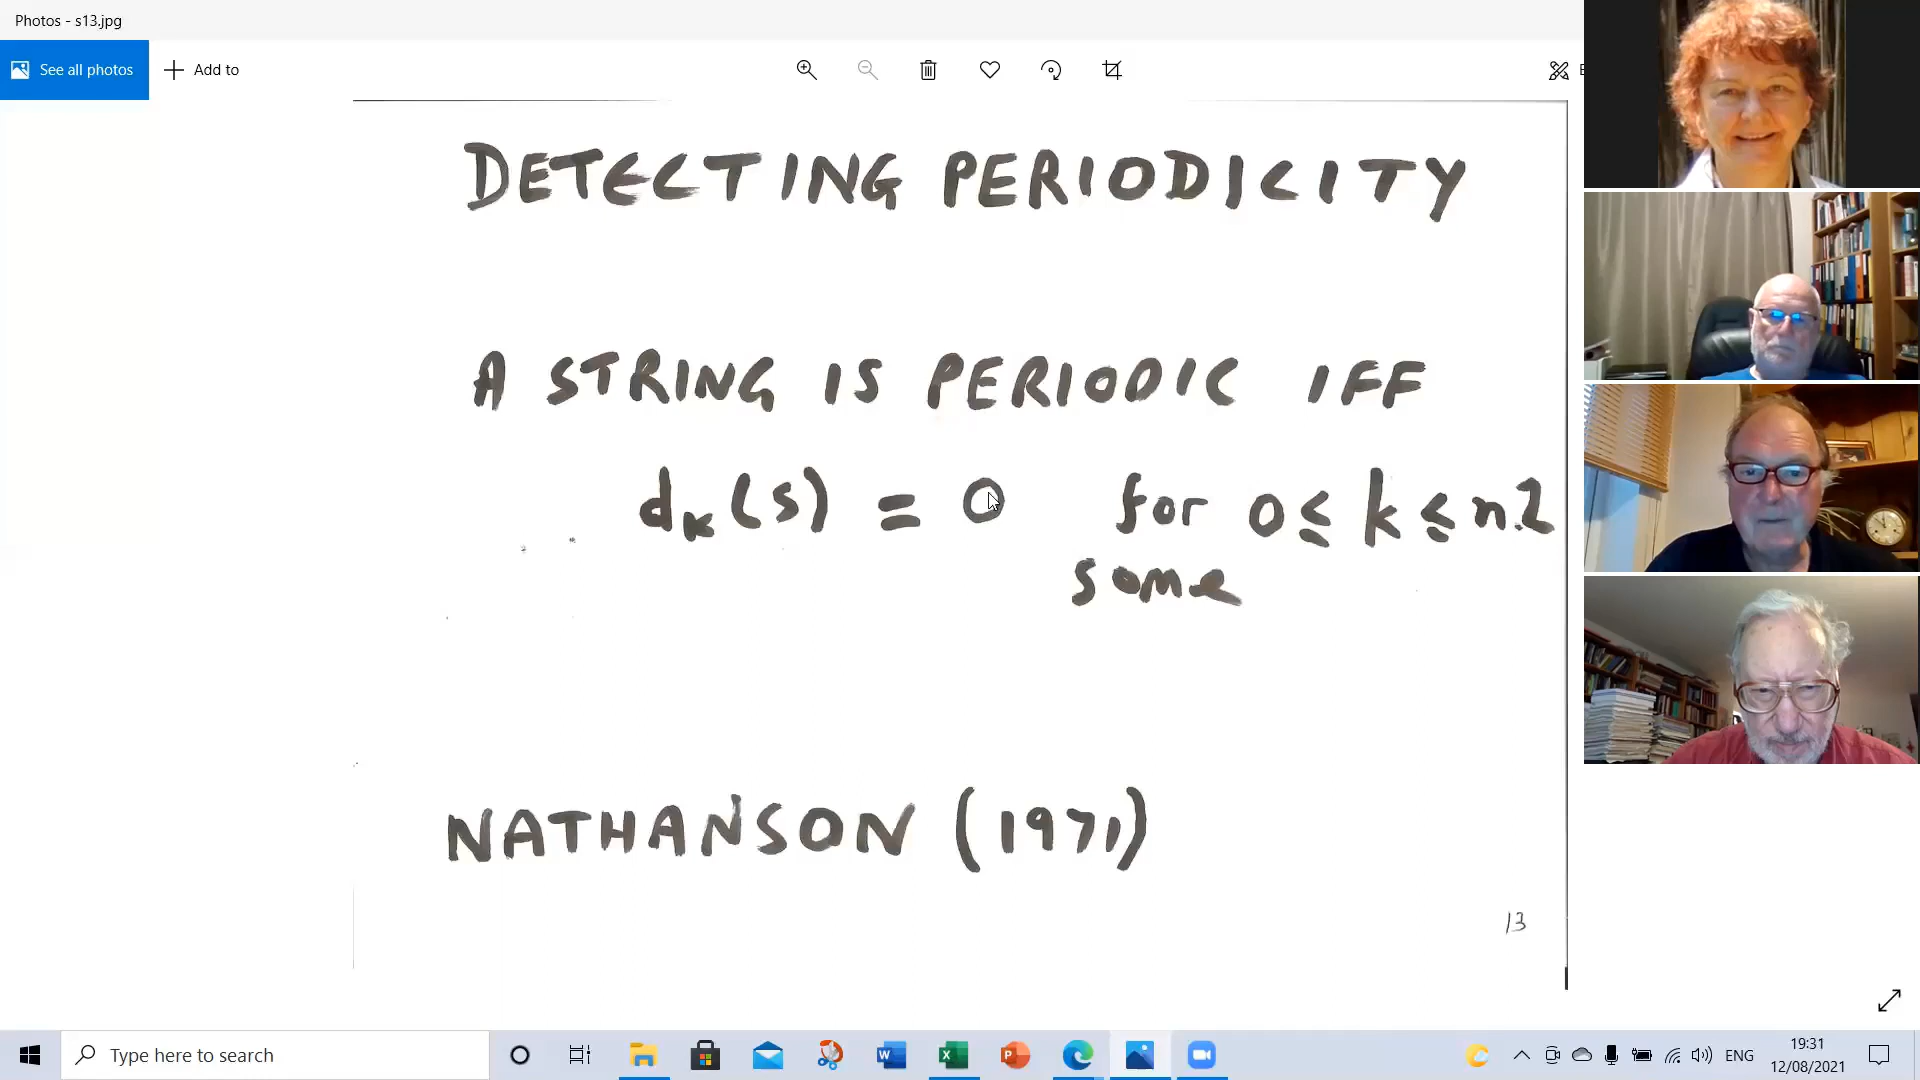 Photos - s13.jpg
See all photos
Add to
DETECTING PERIODICITY
A STRING IS PERIODIC IFF
dₖ(s) = 0 for 0 ≤ k ≤ n-2
some
NATHANSON (1971)
13
Type here to search
ENG
19:31
12/08/2021